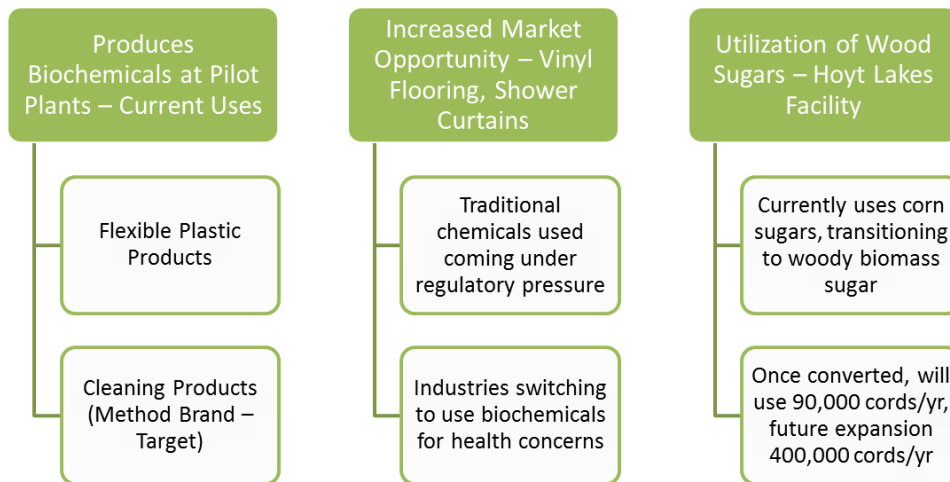 Produces
Biochemicals at Pilot
Plants – Current Uses
Flexible Plastic
Products
Cleaning Products
(Method Brand –
Target)
Increased Market
Opportunity – Vinyl
Flooring, Shower
Curtains
Traditional
chemicals used
coming under
regulatory pressure
Industries switching
to use biochemicals
for health concerns
Utilization of Wood
Sugars – Hoyt Lakes
Facility
Currently uses corn
sugars, transitioning
to woody biomass
sugar
Once converted, will
use 90,000 cords/yr,
future expansion
400,000 cords/yr